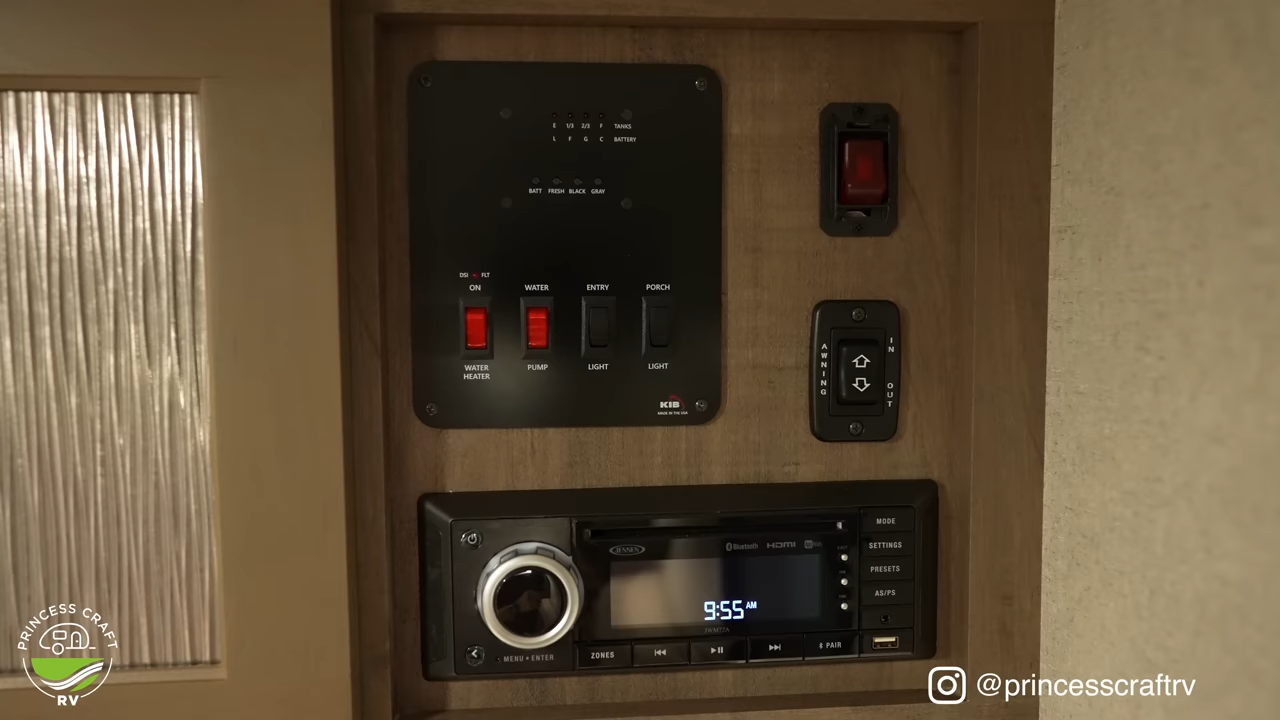 E 1/3 2/3 F TANKS
L F G C BATTERY
BATT FRESH BLACK GRAY
DSI FLT
ON WATER ENTRY PORCH
WATER HEATER PUMP LIGHT LIGHT
KIB
MADE IN THE USA
AWNING
IN
OUT
JENSEN
Bluetooth HDMI
9:55 AM
MODE
SETTINGS
PRESETS
AS/PS
MENU • ENTER
ZONES
PAIR
PRINCESS CRAFT
RV
@princesscraftrv